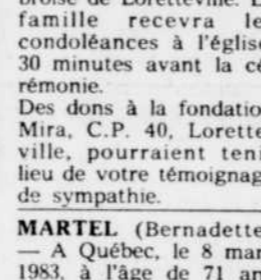 broise de Loretteville. L
famille recevra le
condoléances à l'église
30 minutes avant la cé
rémonie.
Des dons à la fondatio
Mira, C.P. 40, Lorette
ville, pourraient teni
lieu de votre témoignag
de sympathie.
MARTEL (Bernadette
— A Québec, le 8 mar
1983, à l'âge de 71 an